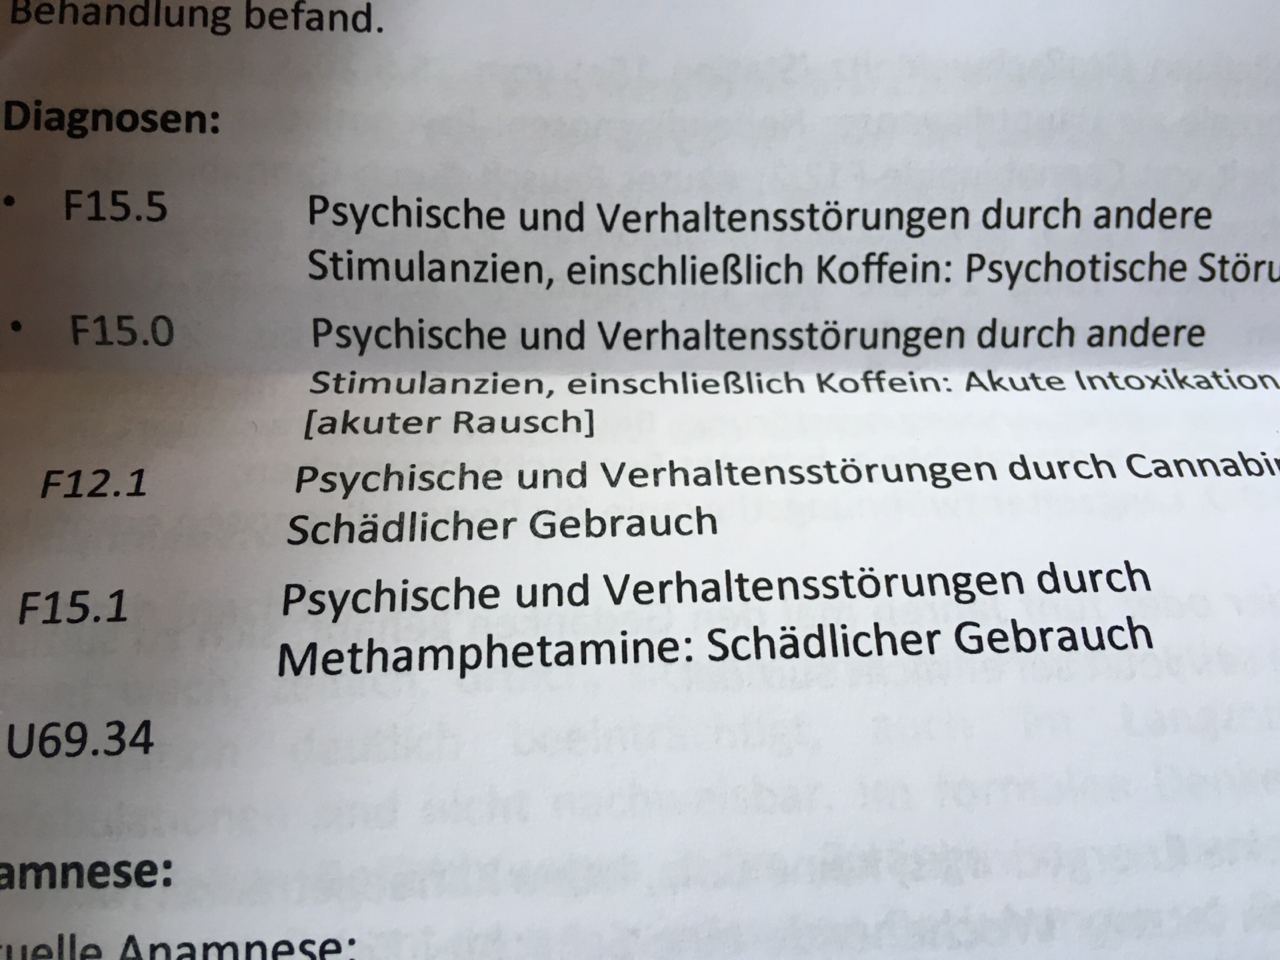 Behandlung befand.
Diagnosen:
• F15.5 Psychische und Verhaltensstörungen durch andere
Stimulanzien, einschließlich Koffein: Psychotische Störu
• F15.0 Psychische und Verhaltensstörungen durch andere
Stimulanzien, einschließlich Koffein: Akute Intoxikation
[akuter Rausch]
F12.1 Psychische und Verhaltensstörungen durch Cannabin
Schädlicher Gebrauch
F15.1 Psychische und Verhaltensstörungen durch
Methamphetamine: Schädlicher Gebrauch
U69.34
amnese:
uelle Anamnese: